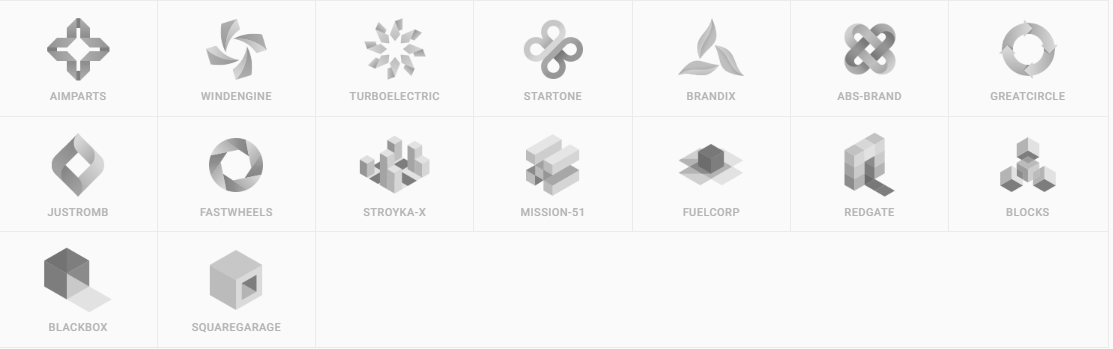 AIMPARTS
WINDENGINE
TURBOELECTRIC
STARTONE
BRANDIX
ABS-BRAND
GREATCIRCLE
JUSTROMB
FASTWHEELS
STROYKA-X
MISSION-51
FUELCORP
REDGATE
BLOCKS
BLACKBOX
SQUAREGARAGE